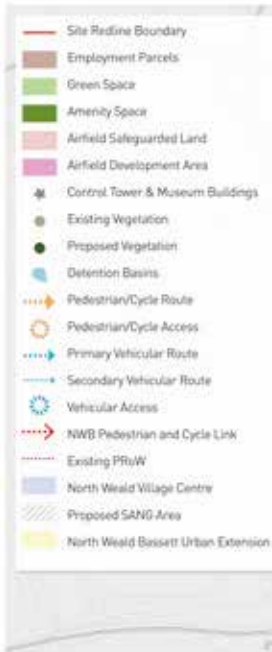 Site Redline Boundary
Employment Parcels
Green Space
Amenity Space
Airfield Safeguarded Land
Airfield Development Area
Control Tower & Museum Buildings
Existing Vegetation
Proposed Vegetation
Detention Basins
Pedestrian/Cycle Route
Pedestrian/Cycle Access
Primary Vehicular Route
Secondary Vehicular Route
Vehicular Access
NWB Pedestrian and Cycle Link
Existing PRoW
North Weald Village Centre
Proposed SANG Area
North Weald Bassett Urban Extension